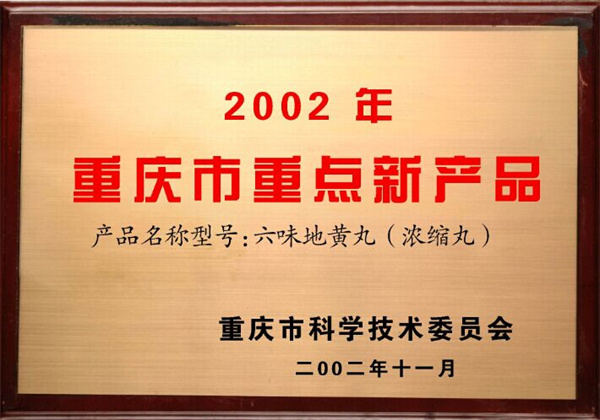 2002 年
重庆市重点新产品
产品名称型号:六味地黄丸(浓缩丸)
重庆市科学技术委员会
二00二年十一月